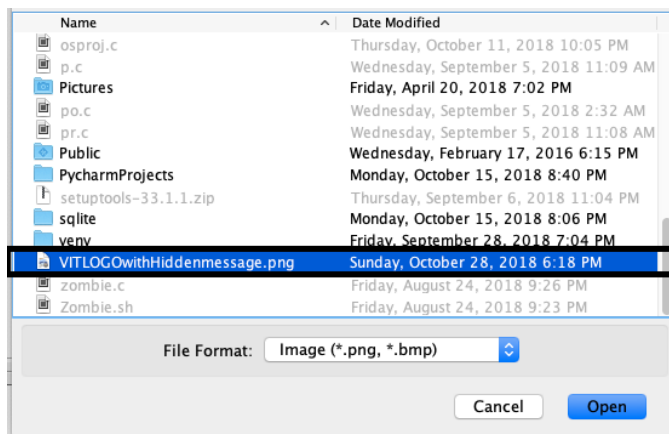 Name Date Modified
osproj.c Thursday, October 11, 2018 10:05 PM
p.c Wednesday, September 5, 2018 11:09 AM
Pictures Friday, April 20, 2018 7:02 PM
po.c Wednesday, September 5, 2018 2:32 AM
pr.c Wednesday, September 5, 2018 11:08 AM
Public Wednesday, February 17, 2016 6:15 PM
PycharmProjects Monday, October 15, 2018 8:40 PM
setuptools-33.1.1.zip Thursday, September 6, 2018 11:04 PM
sqlite Monday, October 15, 2018 8:06 PM
venv Friday, September 28, 2018 7:04 PM
VITLOGOwithHiddenmessage.png Sunday, October 28, 2018 6:18 PM
zombie.c Friday, August 24, 2018 9:26 PM
Zombie.sh Friday, August 24, 2018 9:23 PM
File Format: Image (*.png, *.bmp)
Cancel Open